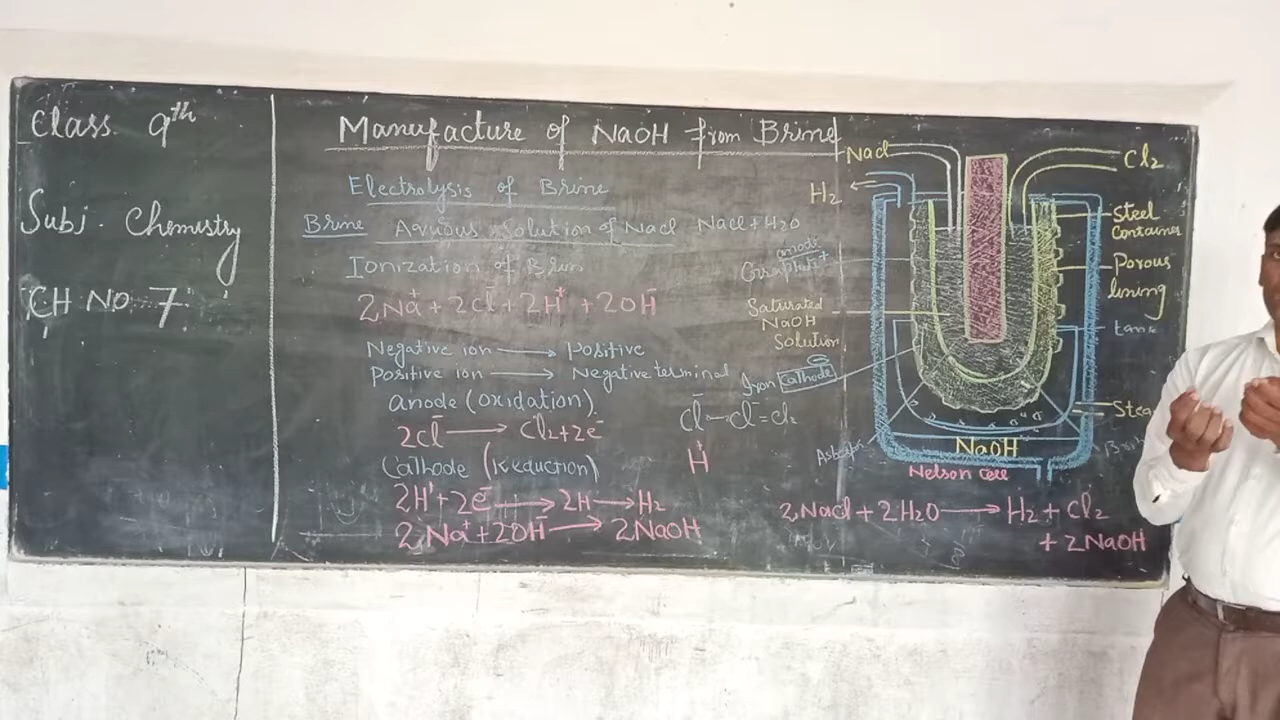 Class 9th
Subj. Chemistry
CH NO 7
Manufacture of NaOH from Brine
Electrolysis of Brine
Brine Aquous Solution of Nacl Nacl+H2O
Ionization of Brin
2Na⁺ + 2Cl⁻ + 2H⁺ + 2OH⁻
Negative ion ⟶ Positive
Positive ion ⟶ Negative terminal
Anode (Oxidation)
2Cl⁻ ⟶ Cl2+2e⁻
Cl⁻—Cl⁻=Cl2
Cathode (Reduction)
H⁺
2H⁺+2e⁻ ⟶ 2H ⟶ H2
2Na⁺+2OH⁻ ⟶ 2NaOH
Nacl
H2
Cl2
Steel
Container
anode
Graphite+
Porous
lining
Saturated
NaOH
Solution
tank
Iron Cathode
Stea
Asbestos
NaOH
Nelson Cell
2Nacl + 2H2O ⟶ H2 + Cl2
+ 2NaOH